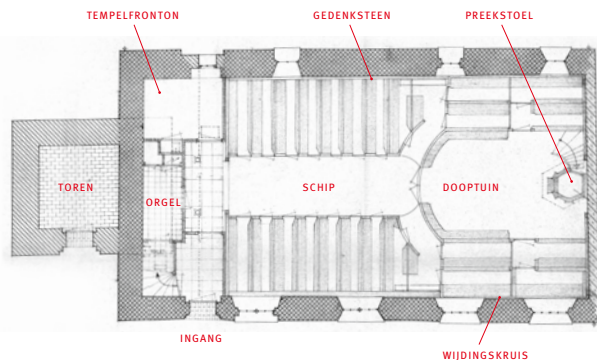 TEMPELFRONTON
GEDENKSTEEN
PREEKSTOEL
TOREN
ORGEL
SCHIP
DOOPTUIN
INGANG
WIJDINGSKRUIS